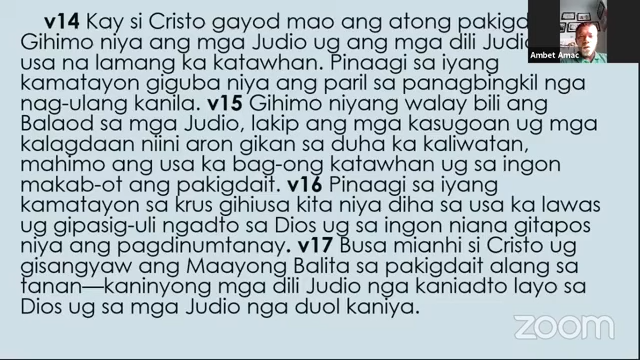 v14 Kay si Cristo gayod mao ang atong
Gihimo niya ang mga Judio ug ang mga dili
usa na lamang ka katawhan. Pinaagi sa iyang
kamatayon giguba niya ang paril sa panagbingkil nga
nag-ulang kanila. v15 Gihimo niyang walay bili ang
Balaod sa mga Judio, lakip ang mga kasugoan ug mga
kalagdaan niini aron gikan sa duha ka kaliwatan,
mahimo ang usa ka bag-ong katawhan ug sa ingon
makab-ot ang pakigdait. v16 Pinaagi sa iyang
kamatayon sa krus gihiusa kita niya diha sa usa ka lawas
ug gipasig-uli ngadto sa Dios ug sa ingon niana gitapos
niya ang pagdinumtanay. v17 Busa mianhi si Cristo ug
gisangyaw ang Maayong Balita sa pakigdait alang sa
tanan—kaninyong mga dili Judio nga kaniadto layo sa
Dios ug sa mga Judio nga duol kaniya.
Ambet Amac
zoom